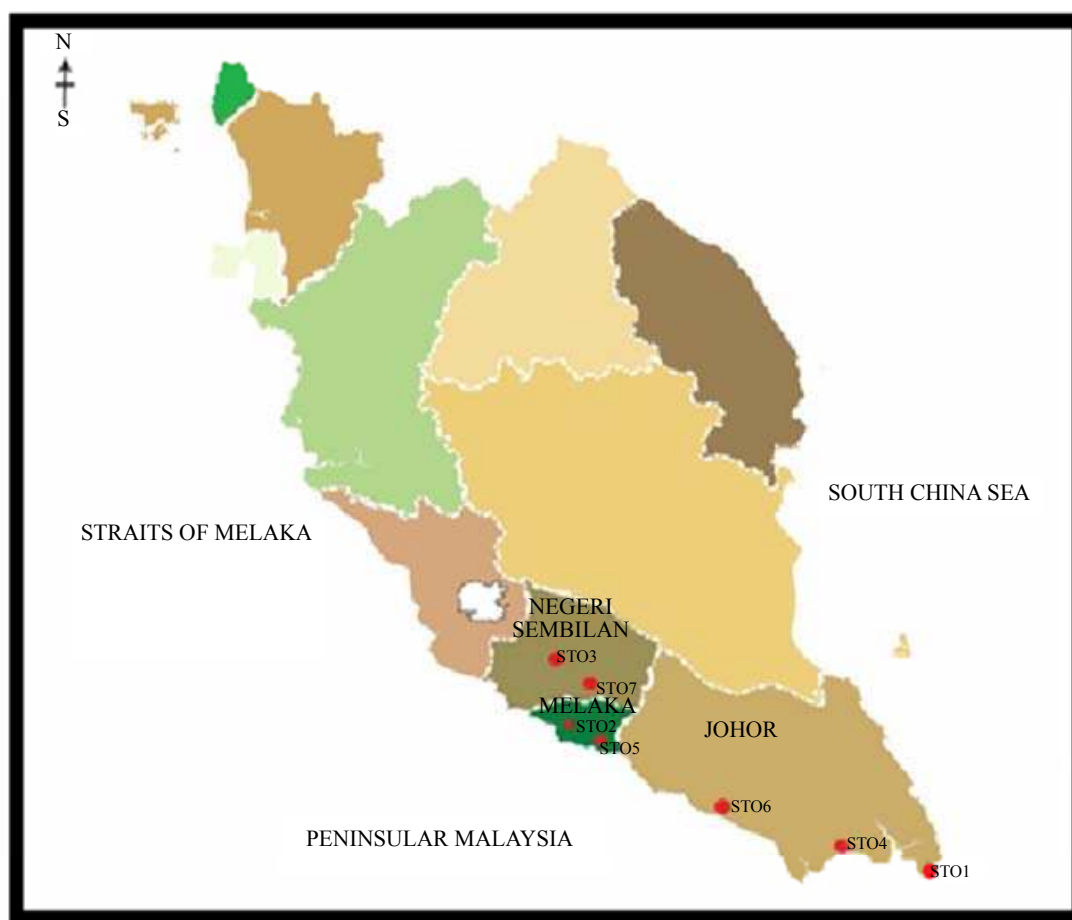 N
S
SOUTH CHINA SEA
STRAITS OF MELAKA
NEGERI
SEMBILAN
STO3
STO7
MELAKA
STO2
STO5
JOHOR
STO6
PENINSULAR MALAYSIA
STO4
STO1